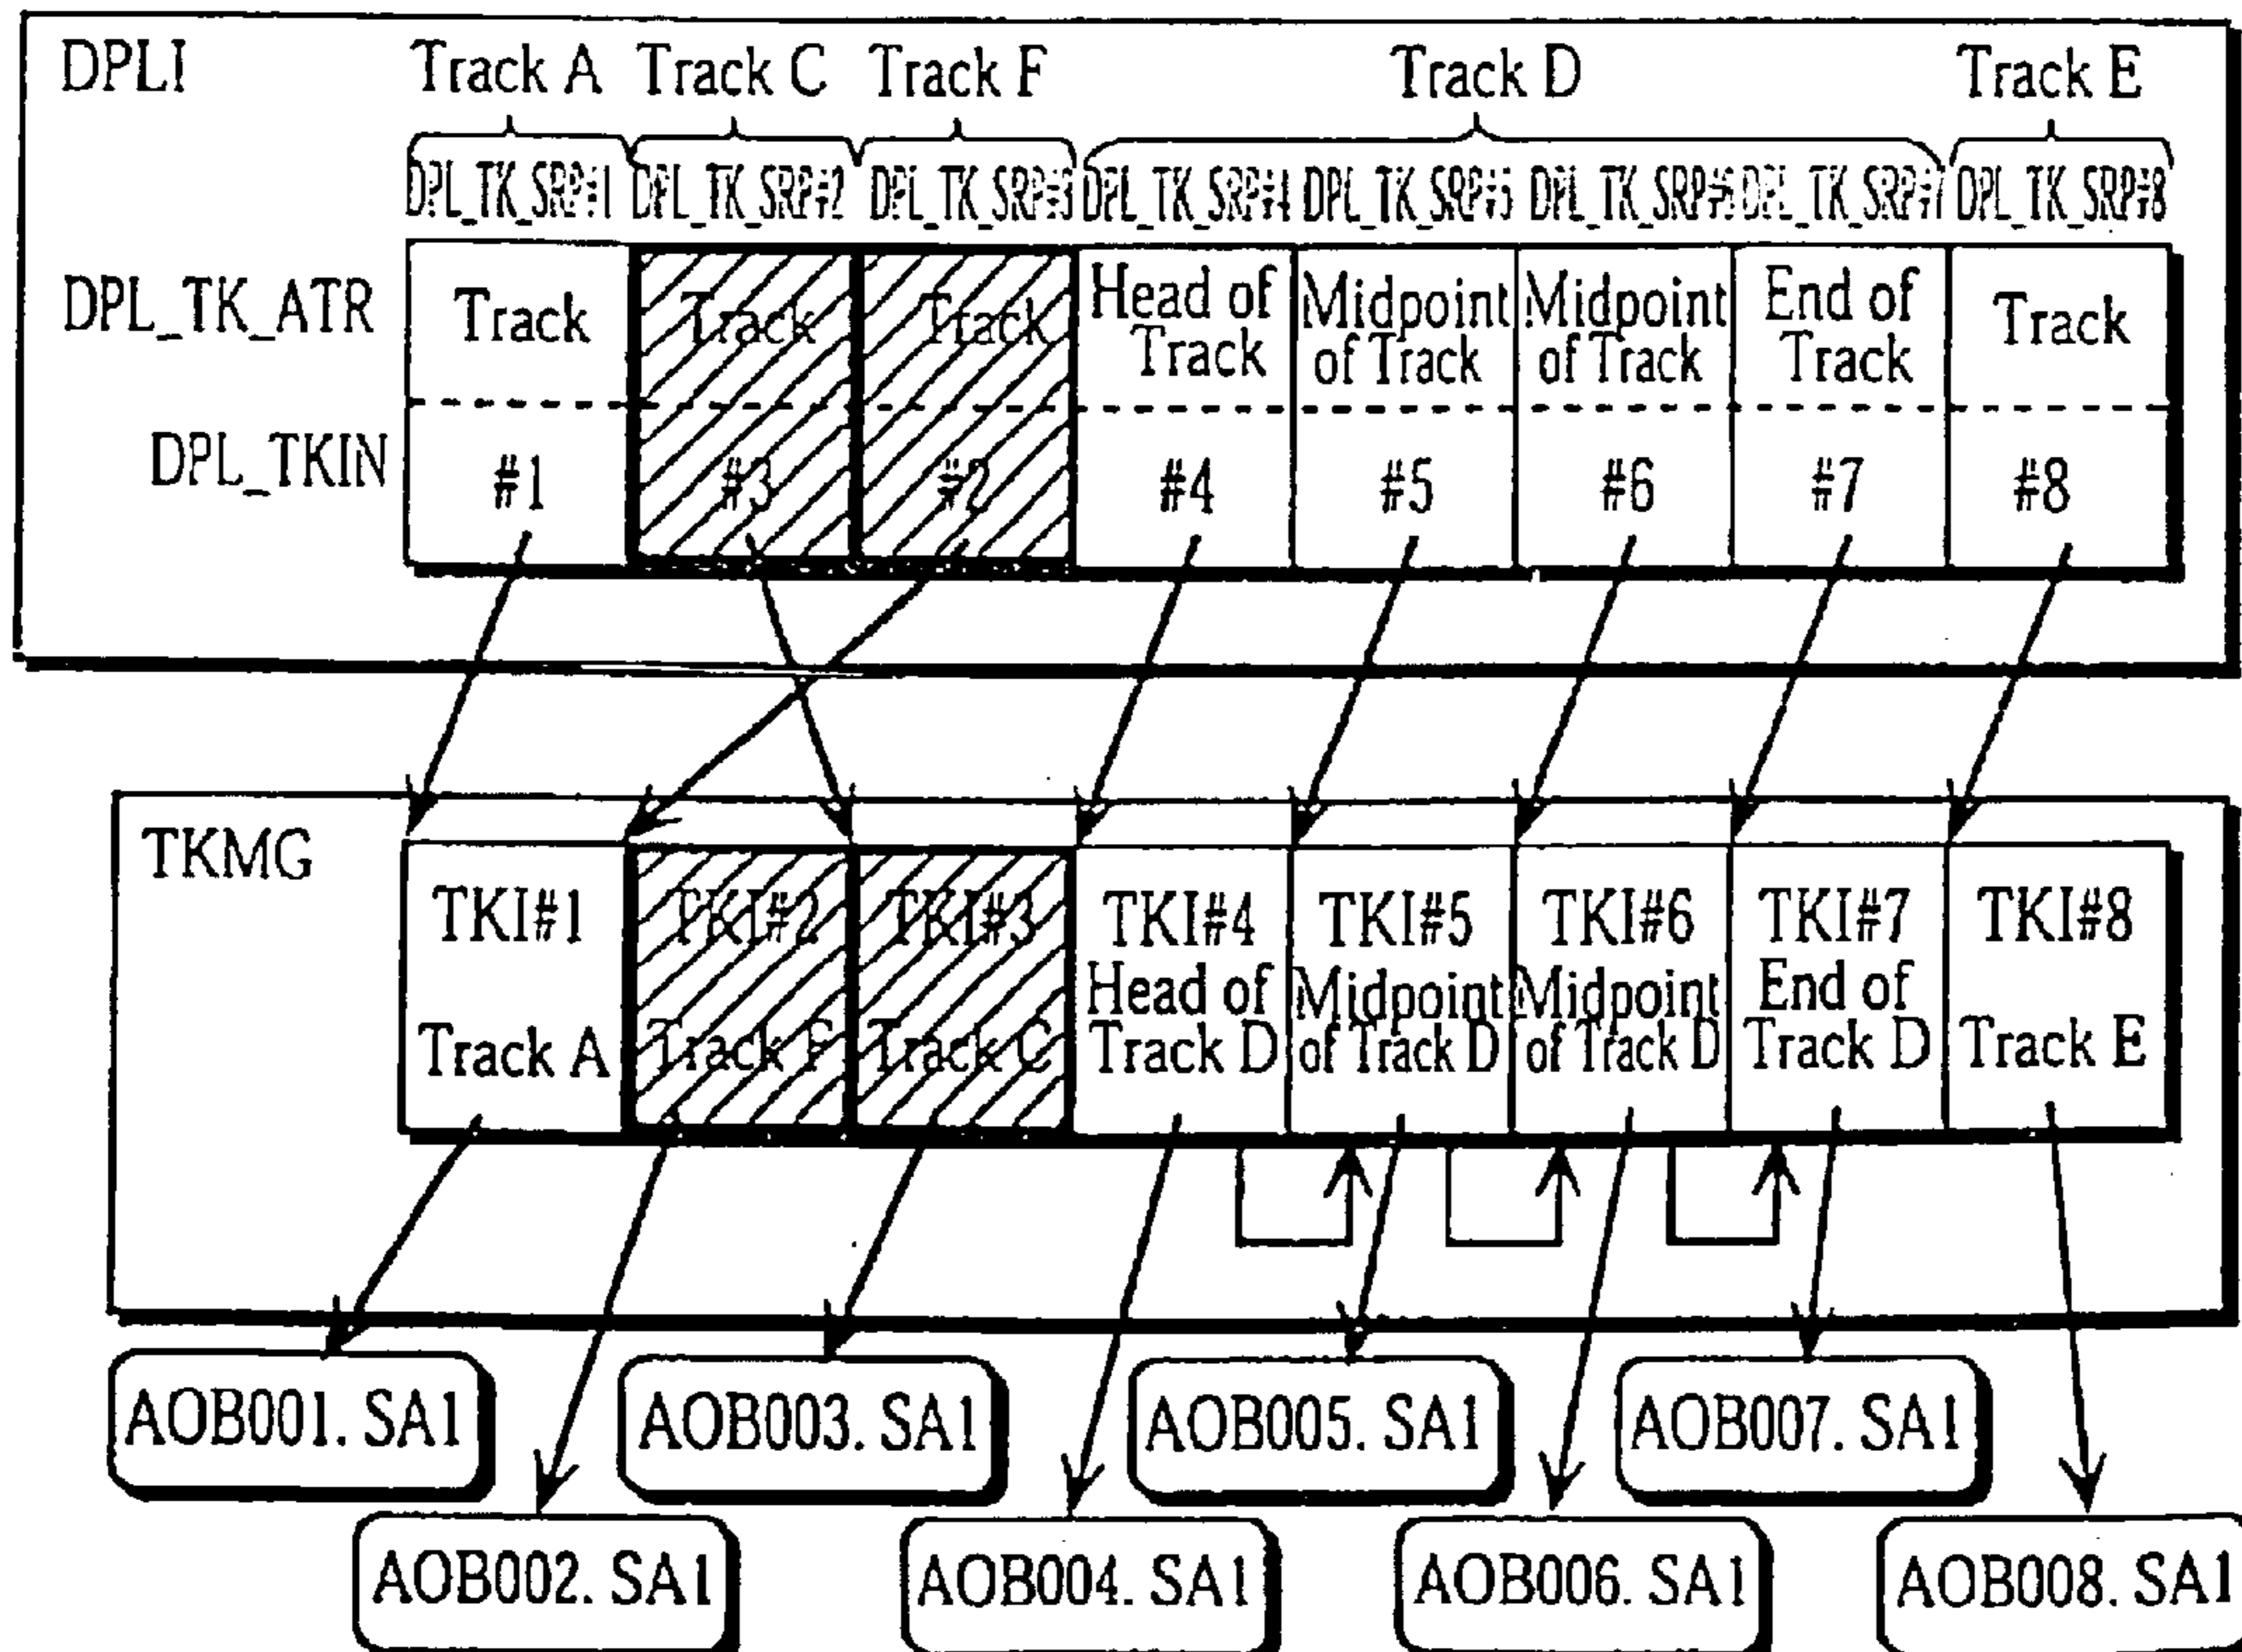 DPLI
Track A Track C Track F Track D Track E
DPL_TK_SRP#1 DPL_TK_SRP#2 DPL_TK_SRP#3 DPL_TK_SRP#4 DPL_TK_SRP#5 DPL_TK_SRP#6 DPL_TK_SRP#7 DPL_TK_SRP#8
DPL_TK_ATR
Track
Track
Track
Head of
Track
Midpoint
of Track
Midpoint
of Track
End of
Track
Track
DPL_TKIN
#1 #3 #2 #4 #5 #6 #7 #8
TKMG
TKI#1
Track A
TKI#2
Track F
TKI#3
Track C
TKI#4
Head of
Track D
TKI#5
Midpoint
of Track D
TKI#6
Midpoint
of Track D
TKI#7
End of
Track D
TKI#8
Track E
AOB001. SA1
AOB003. SA1
AOB005. SA1
AOB007. SA1
AOB002. SA1
AOB004. SA1
AOB006. SA1
AOB008. SA1